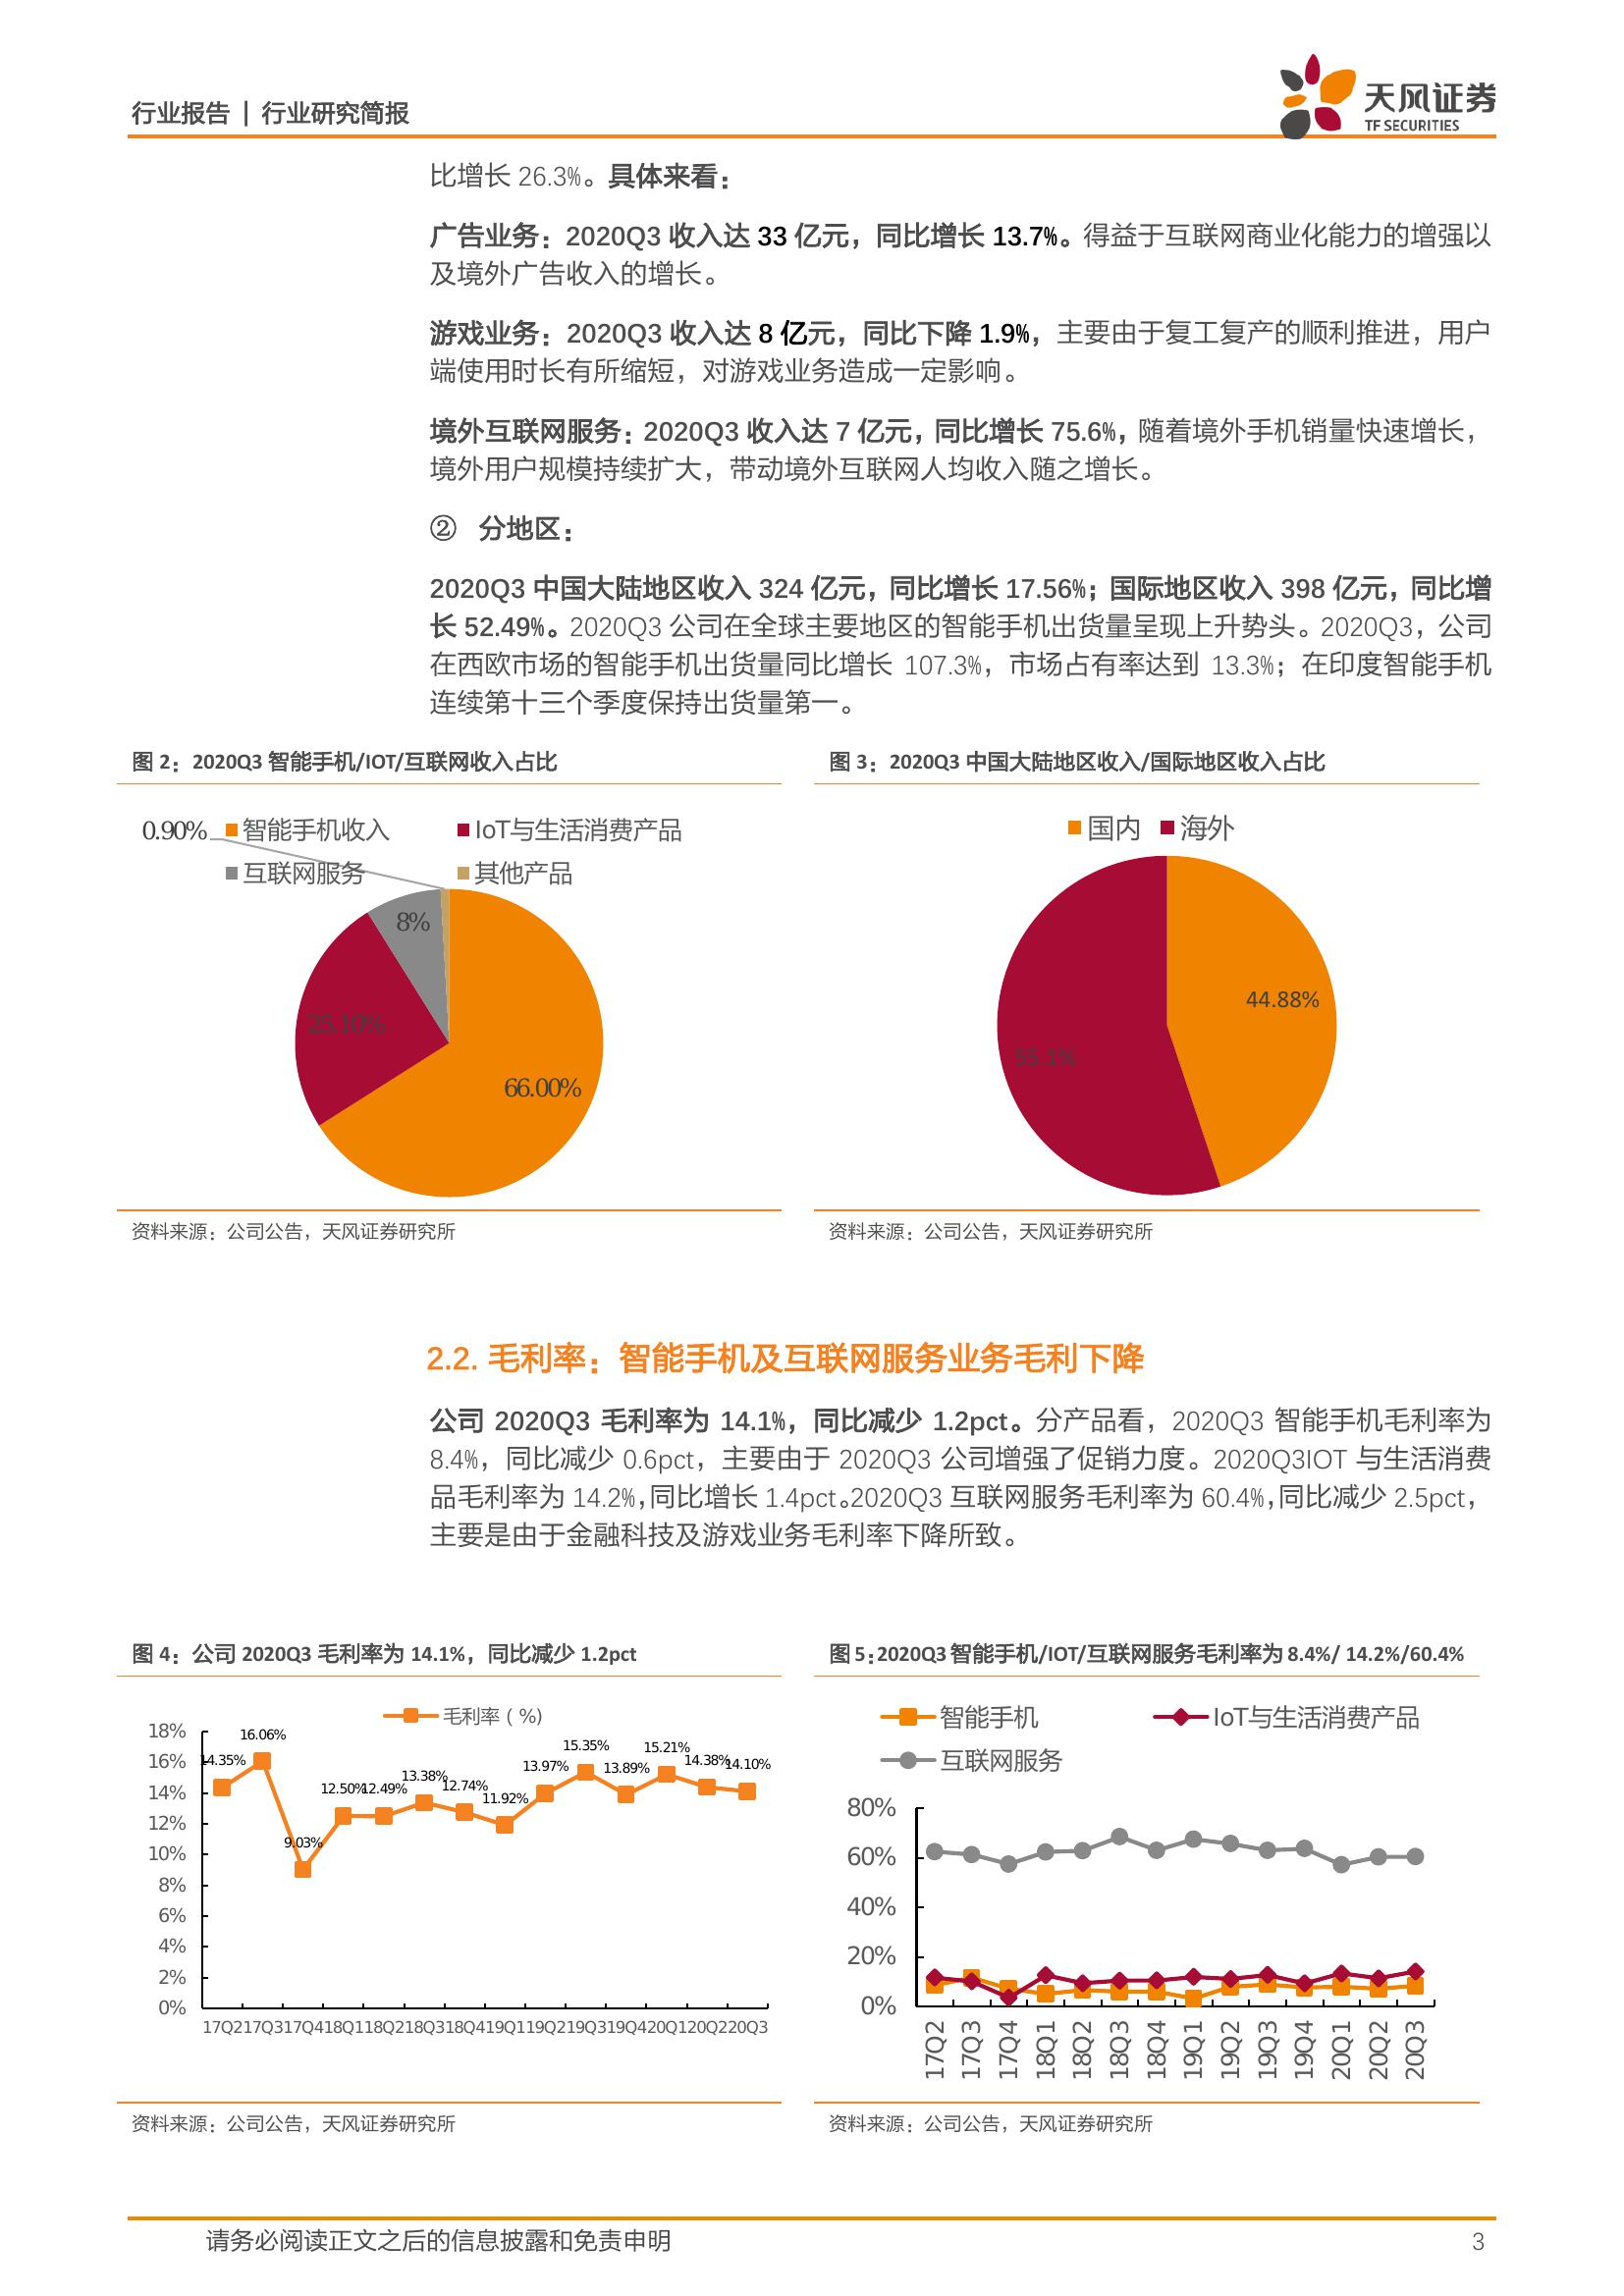 行业报告 | 行业研究简报
天风证券
TF SECURITIES
比增长 26.3%。具体来看：
广告业务：2020Q3 收入达 33 亿元，同比增长 13.7%。得益于互联网商业化能力的增强以
及境外广告收入的增长。
游戏业务：2020Q3 收入达 8 亿元，同比下降 1.9%，主要由于复工复产的顺利推进，用户
端使用时长有所缩短，对游戏业务造成一定影响。
境外互联网服务：2020Q3 收入达 7 亿元，同比增长 75.6%，随着境外手机销量快速增长，
境外用户规模持续扩大，带动境外互联网人均收入随之增长。
② 分地区：
2020Q3 中国大陆地区收入 324 亿元，同比增长 17.56%；国际地区收入 398 亿元，同比增
长 52.49%。2020Q3 公司在全球主要地区的智能手机出货量呈现上升势头。2020Q3，公司
在西欧市场的智能手机出货量同比增长 107.3%，市场占有率达到 13.3%；在印度智能手机
连续第十三个季度保持出货量第一。
图 2：2020Q3 智能手机/IOT/互联网收入占比
0.90%
智能手机收入 IoT与生活消费产品
互联网服务 其他产品
8%
25.10%
66.00%
资料来源：公司公告，天风证券研究所
图 3：2020Q3 中国大陆地区收入/国际地区收入占比
国内 海外
44.88%
55.1%
资料来源：公司公告，天风证券研究所
2.2. 毛利率：智能手机及互联网服务业务毛利下降
公司 2020Q3 毛利率为 14.1%，同比减少 1.2pct。分产品看，2020Q3 智能手机毛利率为
8.4%，同比减少 0.6pct，主要由于 2020Q3 公司增强了促销力度。2020Q3IOT 与生活消费
品毛利率为 14.2%，同比增长 1.4pct。2020Q3 互联网服务毛利率为 60.4%，同比减少 2.5pct，
主要是由于金融科技及游戏业务毛利率下降所致。
图 4：公司 2020Q3 毛利率为 14.1%，同比减少 1.2pct
毛利率（%）
18%
16%
14%
12%
10%
8%
6%
4%
2%
0%
14.35%
16.06%
9.03%
12.50%
12.49%
13.38%
12.74%
11.92%
13.97%
15.35%
13.89%
15.21%
14.38%
14.10%
17Q2 17Q3 17Q4 18Q1 18Q2 18Q3 18Q4 19Q1 19Q2 19Q3 19Q4 20Q1 20Q2 20Q3
资料来源：公司公告，天风证券研究所
图 5：2020Q3 智能手机/IOT/互联网服务毛利率为 8.4%/ 14.2%/60.4%
智能手机 IoT与生活消费产品
互联网服务
80%
60%
40%
20%
0%
17Q2 17Q3 17Q4 18Q1 18Q2 18Q3 18Q4 19Q1 19Q2 19Q3 19Q4 20Q1 20Q2 20Q3
资料来源：公司公告，天风证券研究所
请务必阅读正文之后的信息披露和免责申明 3